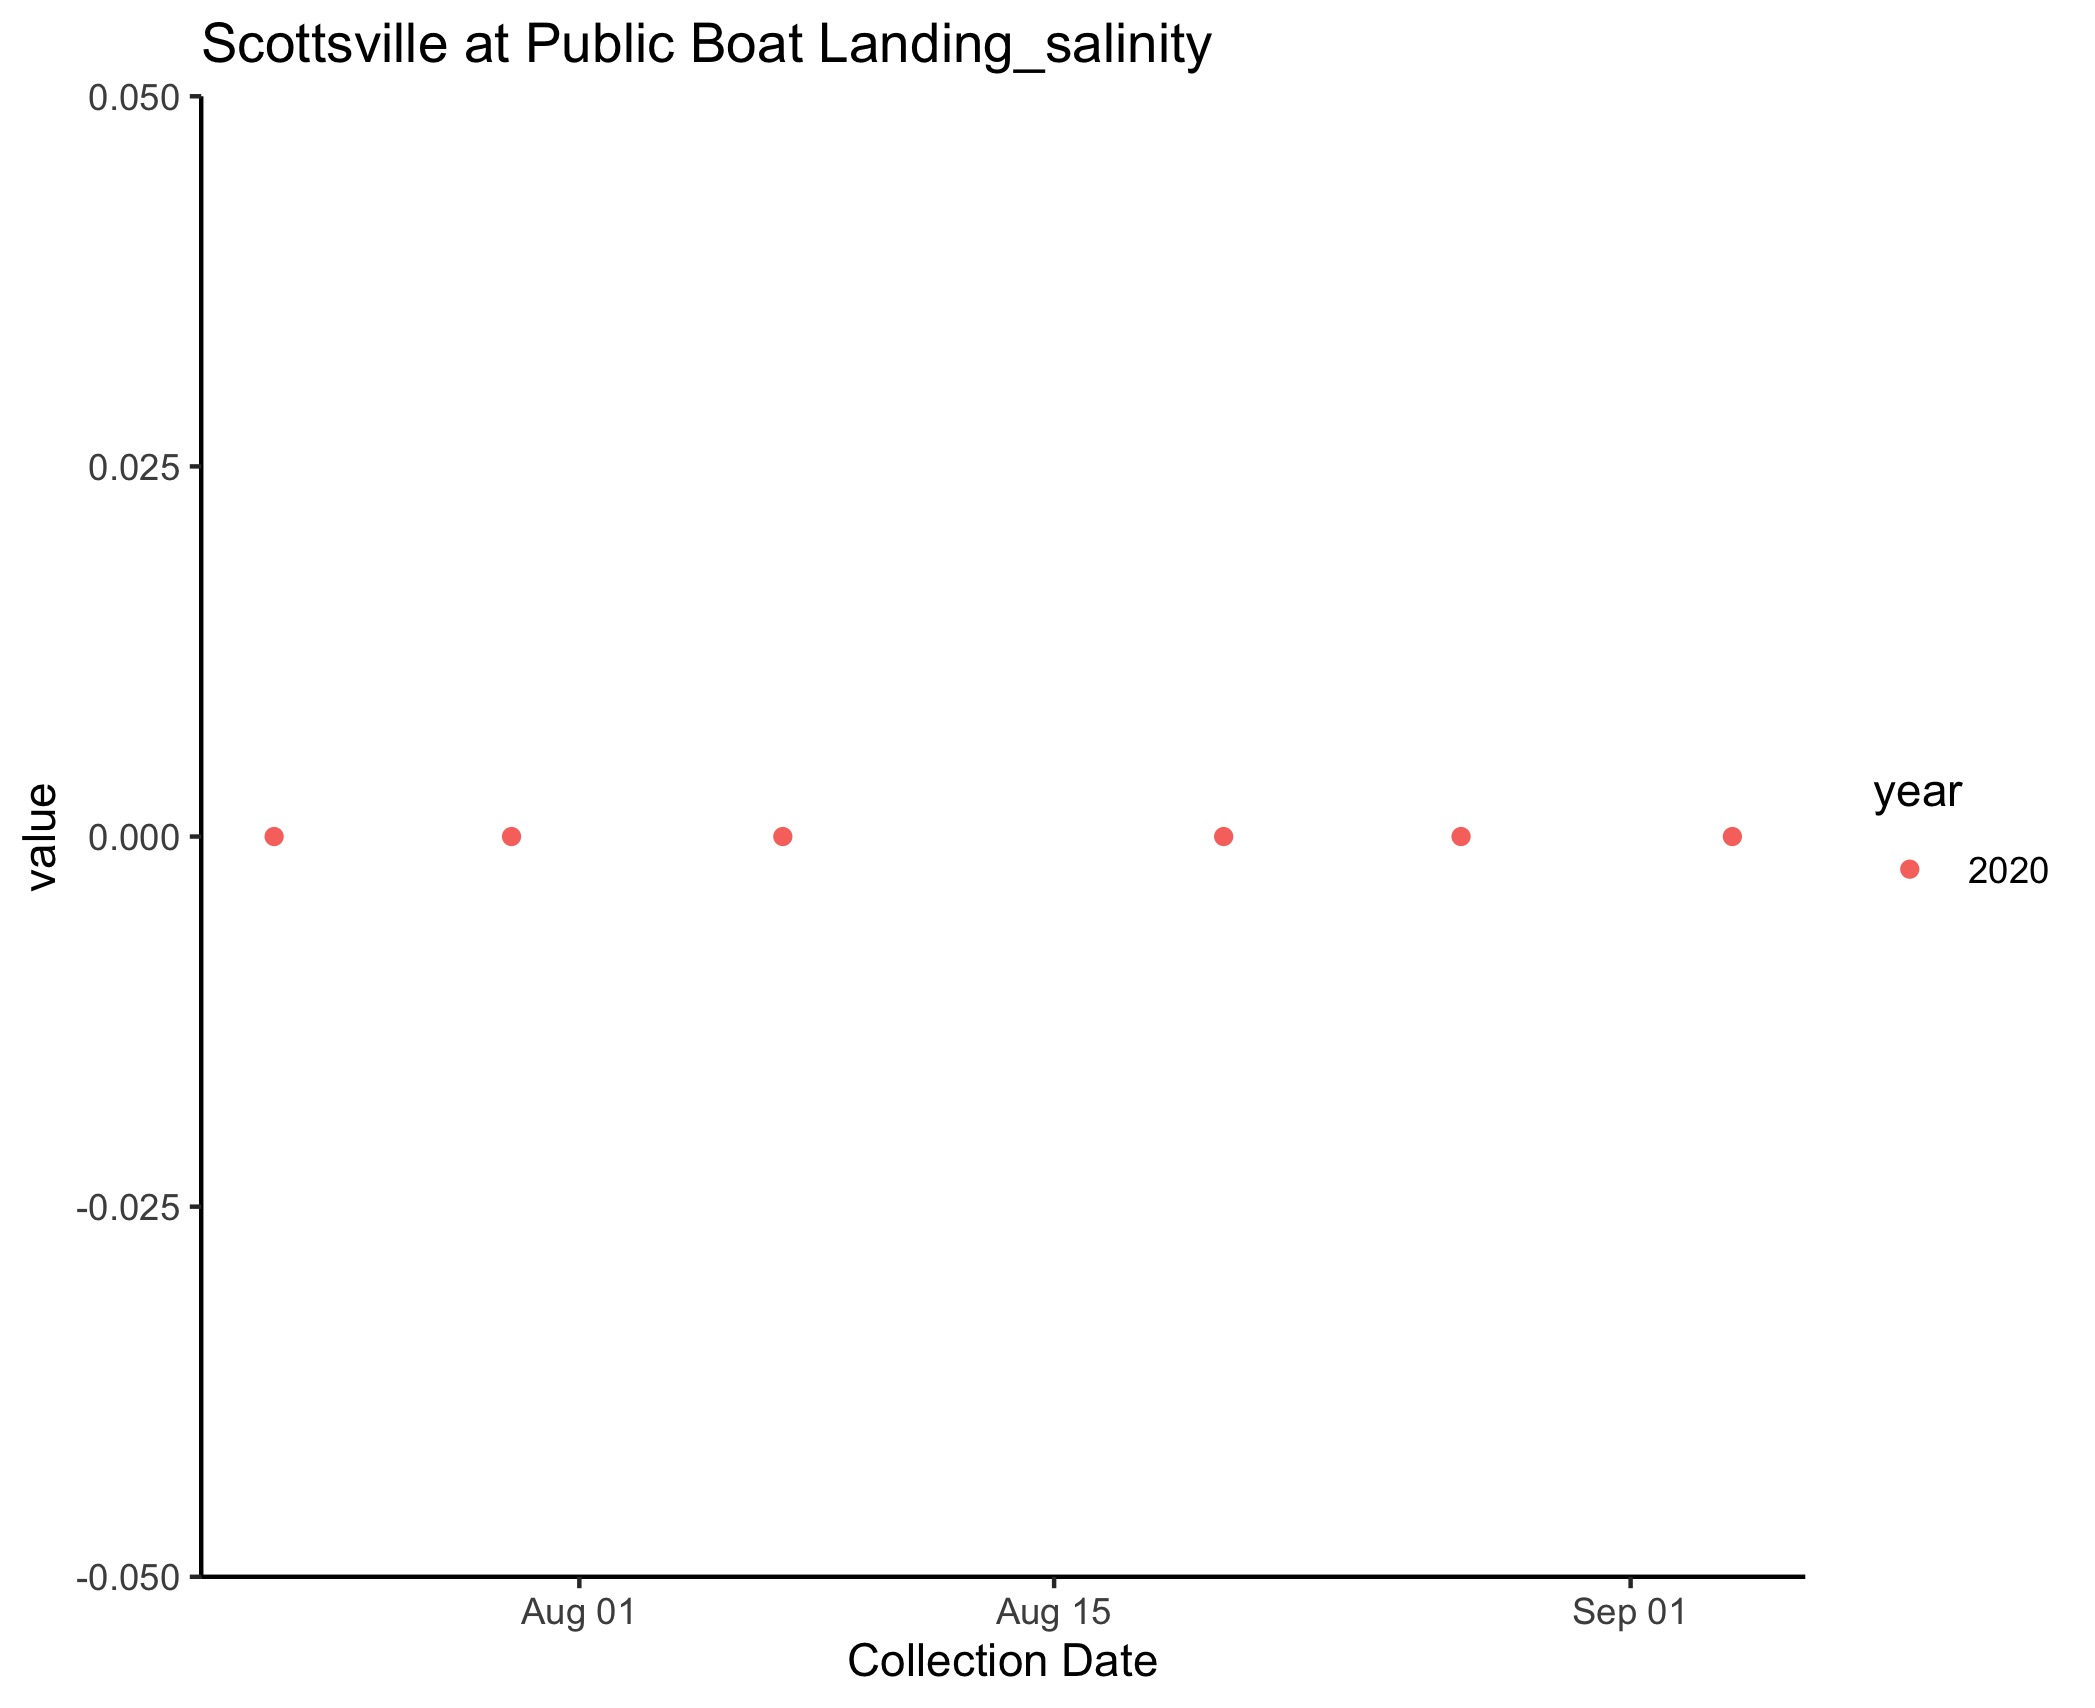 Scottsville at Public Boat Landing_salinity
0.050
0.025
0.000
-0.025
-0.050
value
Aug 01
Aug 15
Sep 01
Collection Date
year
2020